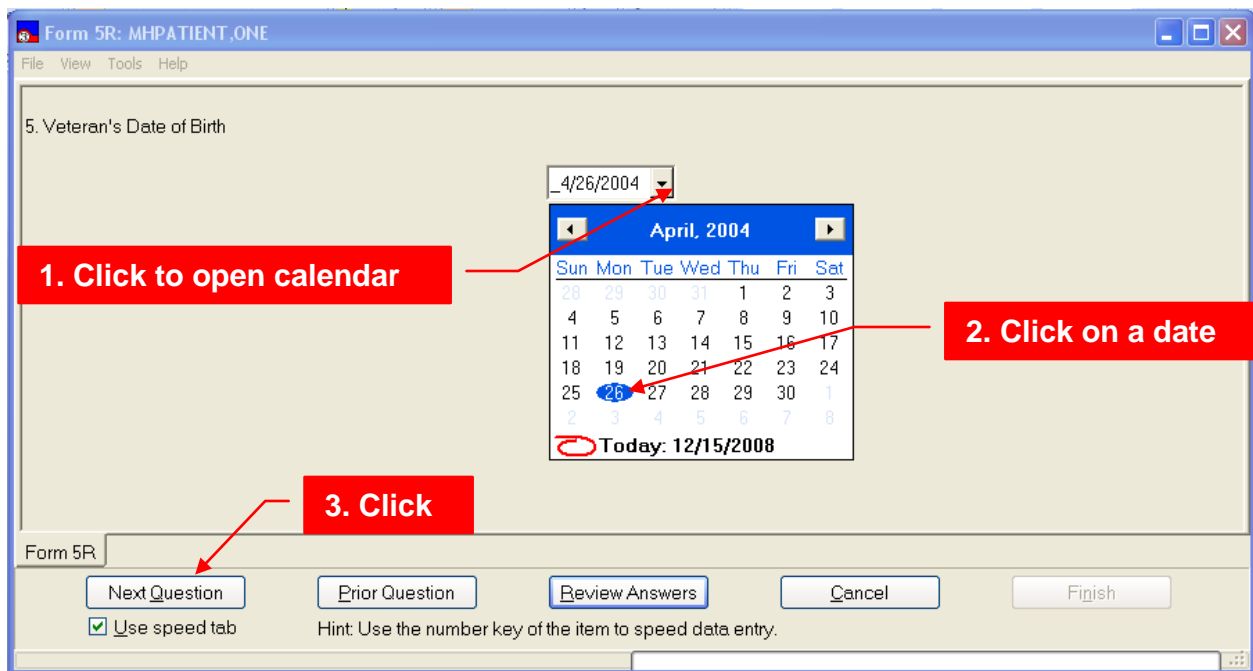 Form 5R: MHPATIENT,ONE
File View Tools Help
5. Veteran's Date of Birth
_4/26/2004
April, 2004
1. Click to open calendar
Sun Mon Tue Wed Thu Fri Sat
28 29 30 31 1 2 3
4 5 6 7 8 9 10
2. Click on a date
11 12 13 14 15 16 17
18 19 20 21 22 23 24
25 26 27 28 29 30 1
2 3 4 5 6 7 8
Today: 12/15/2008
3. Click
Form 5R
Next Question Prior Question Review Answers Cancel Finish
Use speed tab Hint: Use the number key of the item to speed data entry.